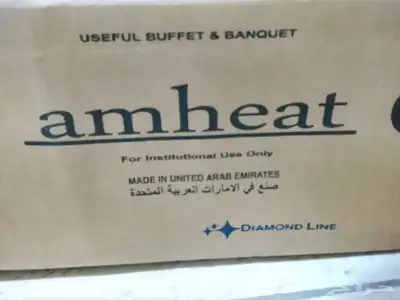 USEFUL BUFFET & BANQUET
amheat
For Institutional Use Only
MADE IN UNITED ARAB EMIRATES
صنع في الامارات العربية المتحدة
DIAMOND LINE